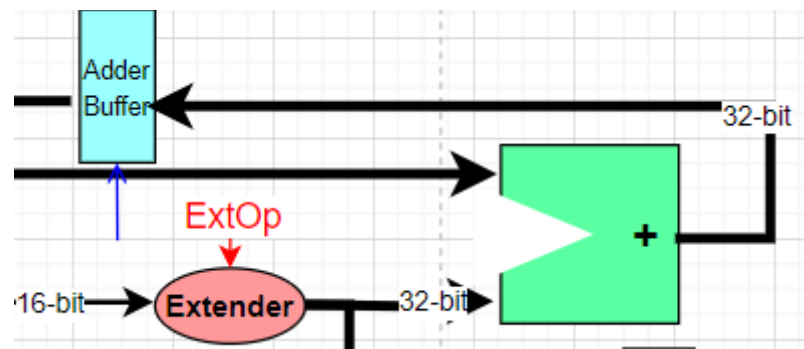 Adder
Buffer
32-bit
ExtOp
16-bit
Extender
32-bit
+